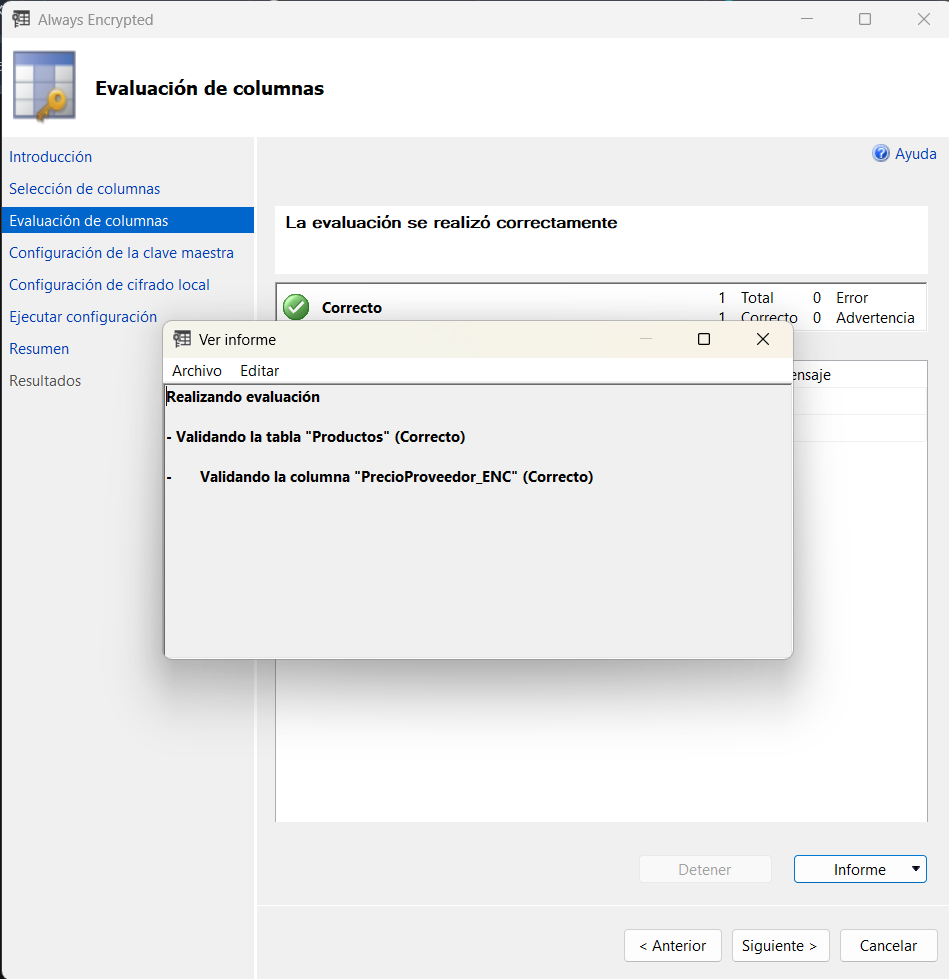 Always Encrypted
Evaluación de columnas
Introducción
Selección de columnas
Evaluación de columnas
Configuración de la clave maestra
Configuración de cifrado local
Ejecutar configuración
Resumen
Resultados
Ayuda
La evaluación se realizó correctamente
Correcto
1 Total 0 Error
1 Correcto 0 Advertencia
ensaje
Ver informe
Archivo Editar
Realizando evaluación
- Validando la tabla "Productos" (Correcto)
- Validando la columna "PrecioProveedor_ENC" (Correcto)
Detener Informe
< Anterior Siguiente > Cancelar